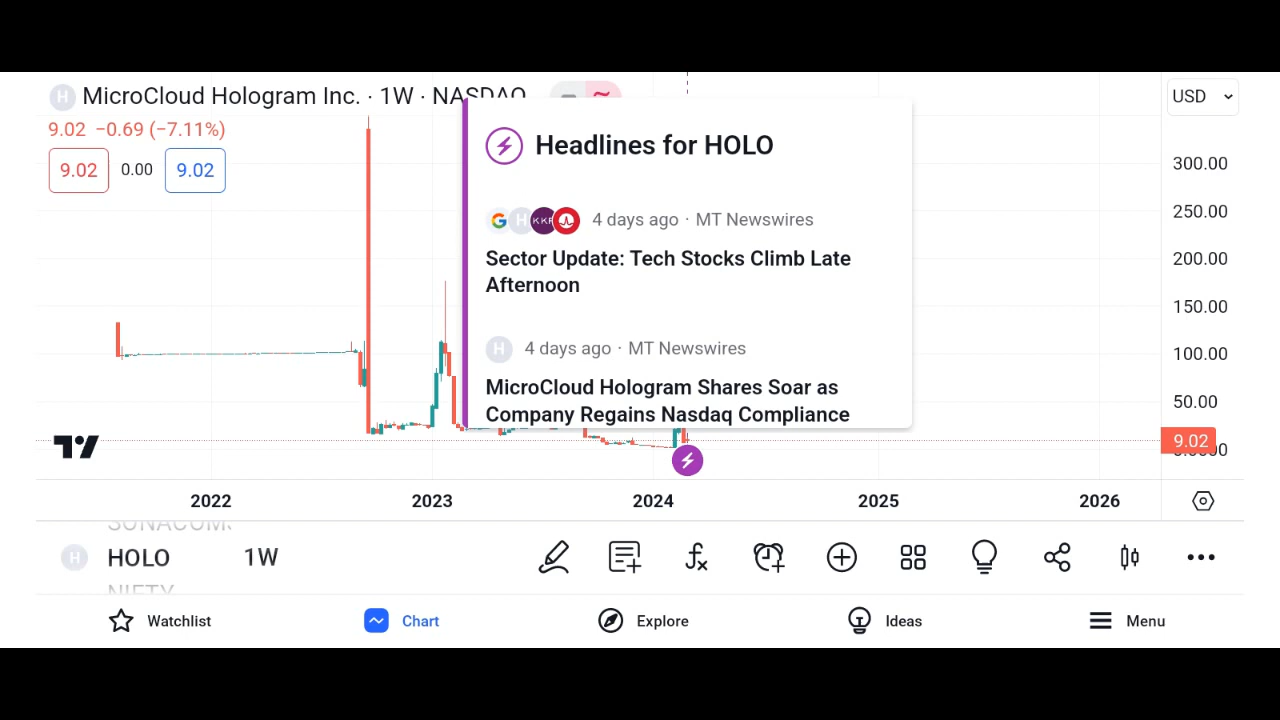 MicroCloud Hologram Inc. · 1W · NASDAQ
USD
9.02 −0.69 (−7.11%)
9.02 0.00 9.02
Headlines for HOLO
4 days ago · MT Newswires
Sector Update: Tech Stocks Climb Late
Afternoon
4 days ago · MT Newswires
MicroCloud Hologram Shares Soar as
Company Regains Nasdaq Compliance
300.00
250.00
200.00
150.00
100.00
50.00
9.02
2022 2023 2024 2025 2026
H HOLO 1W
NIFTY
Watchlist Chart Explore Ideas Menu